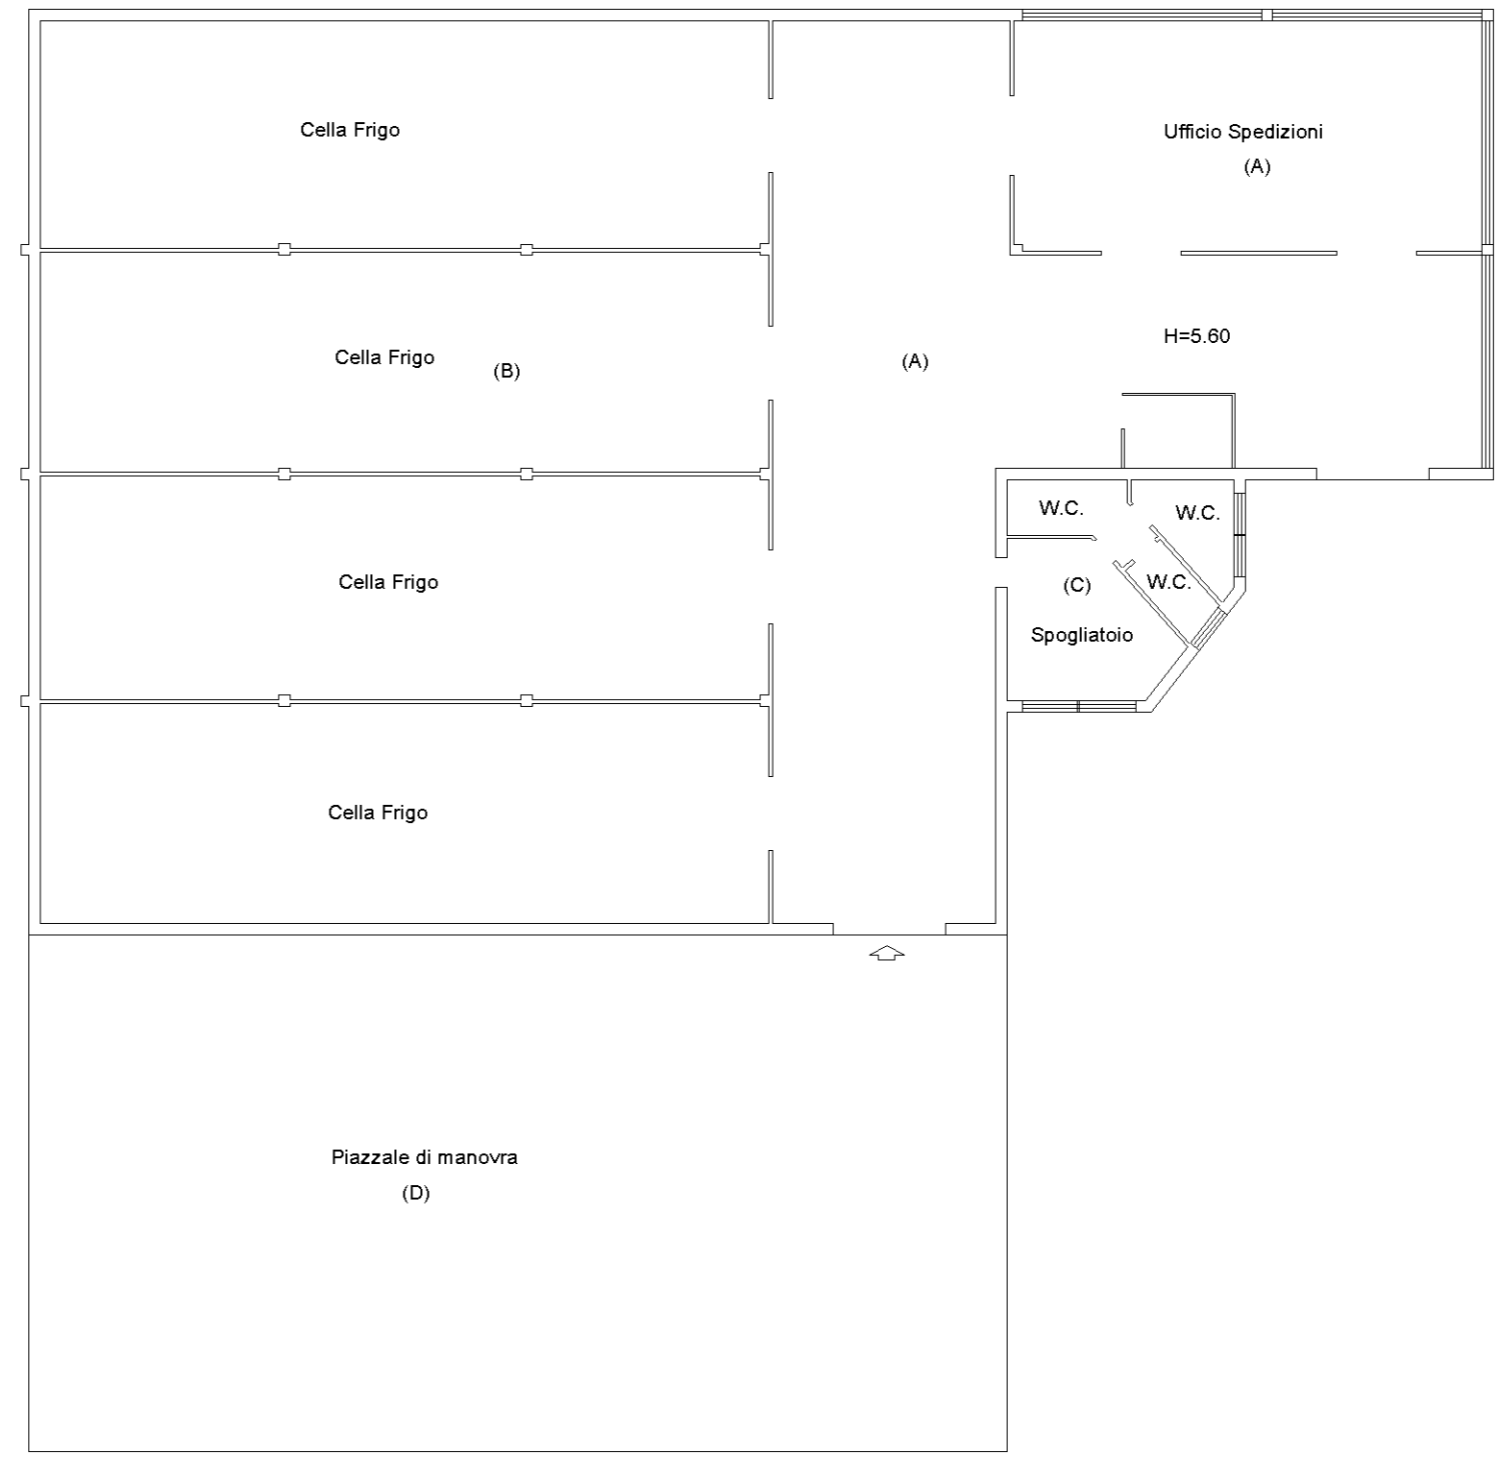 Cella Frigo
Ufficio Spedizioni
(A)
Cella Frigo
(B)
(A)
H=5.60
W.C.
W.C.
Cella Frigo
(C)
W.C.
Spogliatoio
Cella Frigo
Piazzale di manovra
(D)